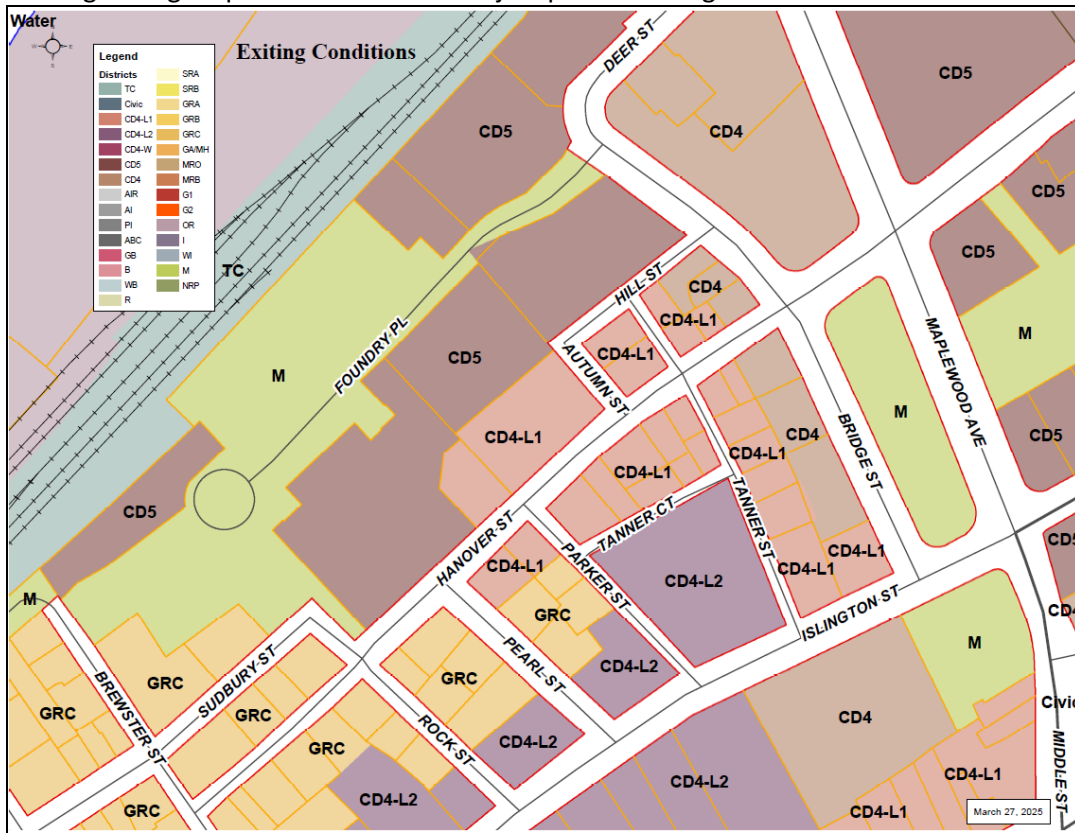 Water
Exiting Conditions
Legend
Districts
TC
Civic
CD4-L1
CD4-L2
CD4-W
CD5
CD4
AIR
AI
PI
ABC
GB
B
WB
R
SRA
SRB
GRA
GRB
GRC
GA/MH
MRO
MRB
G1
G2
OR
I
WI
M
NRP
DEER ST
CD5
CD5
CD4
CD5
TC
CD5
HILL ST
CD4
CD4-L1
M
FOUNDRY PL
M
CD5
AUTUMN ST
CD4-L1
MAPLEWOOD AVE
M
BRIDGE ST
CD4
CD4-L1
CD4-L1
CD4-L1
CD5
TANNER ST
CD5
HANOVER ST
TANNER CT
CD4-L1
PARKER ST
CD4-L2
CD4-L1
CD4-L1
ISLINGTON ST
CD5
M
GRC
CD4
M
PEARL ST
CD4-L2
GRC
SUDBURY ST
GRC
BREWSTER ST
GRC
GRC
ROCK ST
GRC
CD4-L2
CD4
Civic
MIDDLE ST
CD4-L2
CD4-L2
CD4-L1
GRC
CD4-L1
March 27, 2025